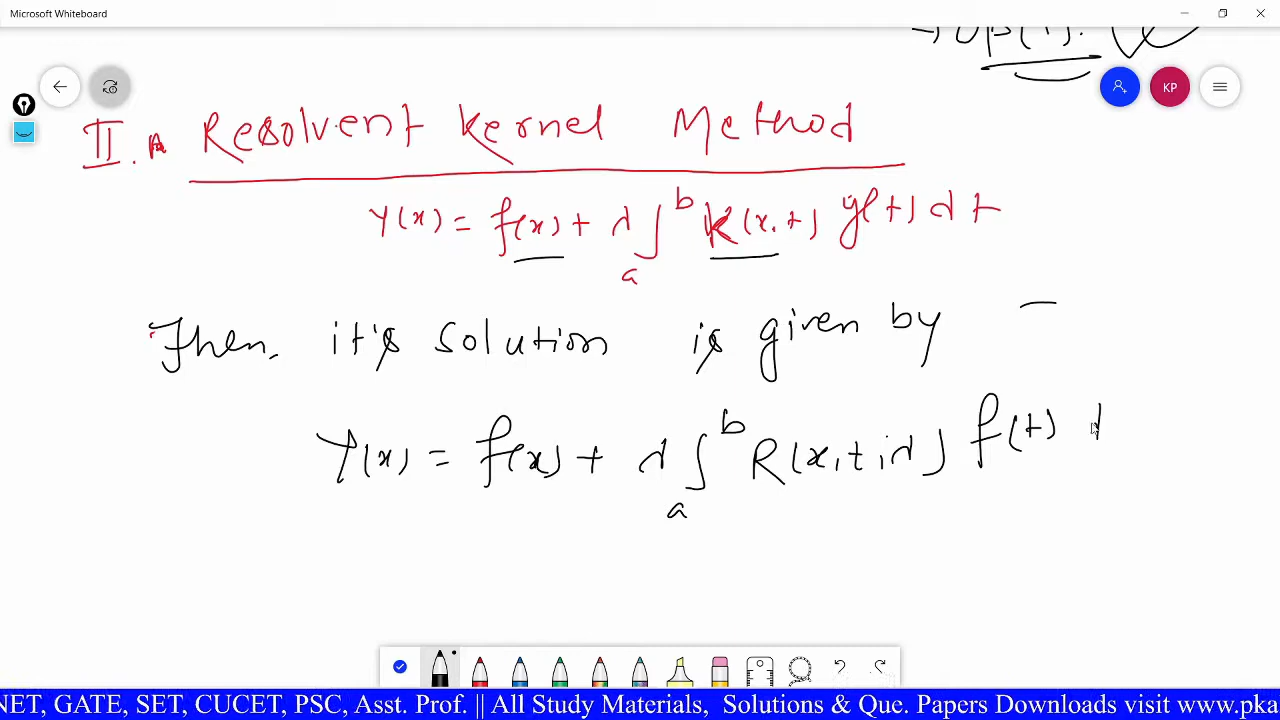 Microsoft Whiteboard
KP
II. Resolvent Kernel Method
y(x) = f(x) + λ ∫_a^b K(x,t) y(t) dt
Then, it's solution is given by —
y(x) = f(x) + λ ∫_a^b R(x,t;λ) f(t) d
NET, GATE, SET, CUCET, PSC, Asst. Prof. || All Study Materials, Solutions & Que. Papers Downloads visit www.pka